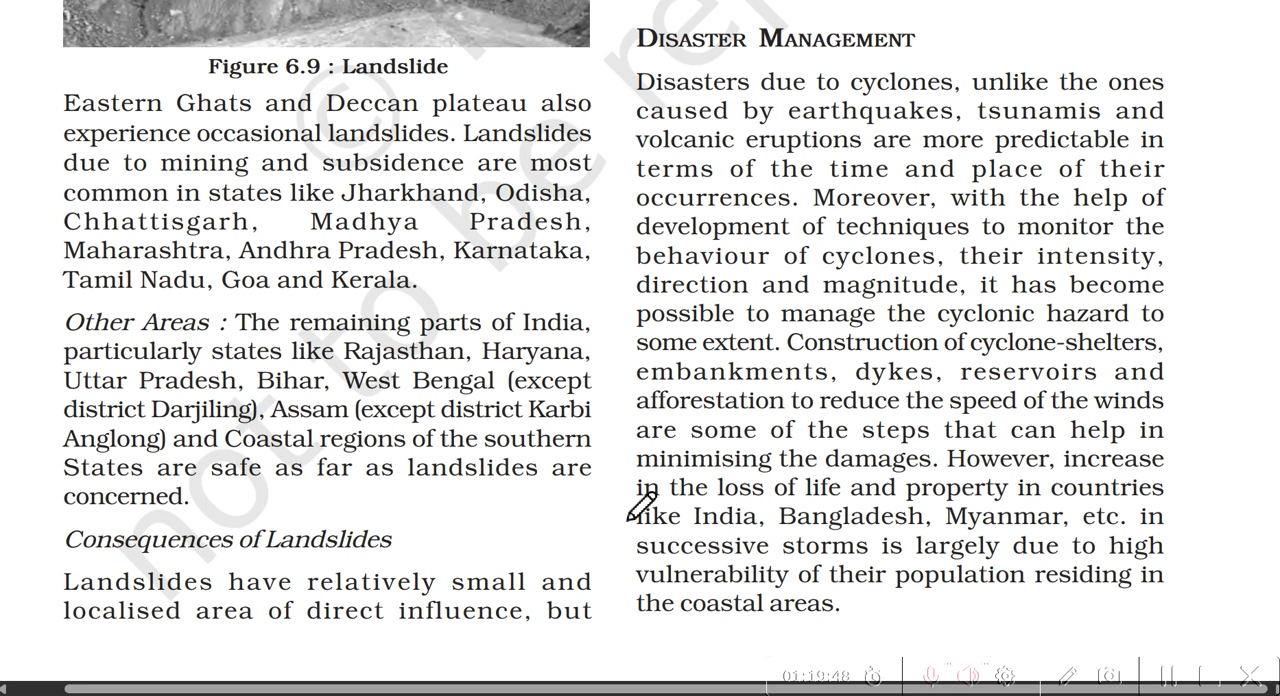 Figure 6.9 : Landslide
Eastern Ghats and Deccan plateau also
experience occasional landslides. Landslides
due to mining and subsidence are most
common in states like Jharkhand, Odisha,
Chhattisgarh, Madhya Pradesh,
Maharashtra, Andhra Pradesh, Karnataka,
Tamil Nadu, Goa and Kerala.
Other Areas : The remaining parts of India,
particularly states like Rajasthan, Haryana,
Uttar Pradesh, Bihar, West Bengal (except
district Darjiling), Assam (except district Karbi
Anglong) and Coastal regions of the southern
States are safe as far as landslides are
concerned.
Consequences of Landslides
Landslides have relatively small and
localised area of direct influence, but
DISASTER MANAGEMENT
Disasters due to cyclones, unlike the ones
caused by earthquakes, tsunamis and
volcanic eruptions are more predictable in
terms of the time and place of their
occurrences. Moreover, with the help of
development of techniques to monitor the
behaviour of cyclones, their intensity,
direction and magnitude, it has become
possible to manage the cyclonic hazard to
some extent. Construction of cyclone-shelters,
embankments, dykes, reservoirs and
afforestation to reduce the speed of the winds
are some of the steps that can help in
minimising the damages. However, increase
in the loss of life and property in countries
like India, Bangladesh, Myanmar, etc. in
successive storms is largely due to high
vulnerability of their population residing in
the coastal areas.
not to be re
©
01:19:48